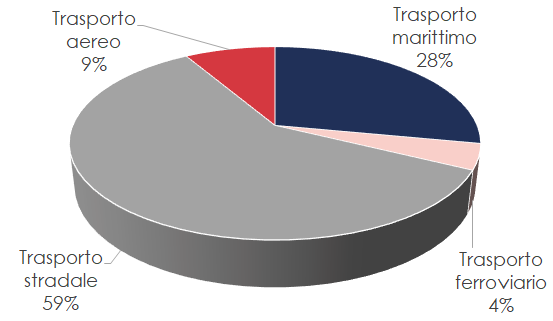 Trasporto
aereo
9%
Trasporto
marittimo
28%
Trasporto
stradale
59%
Trasporto
ferroviario
4%